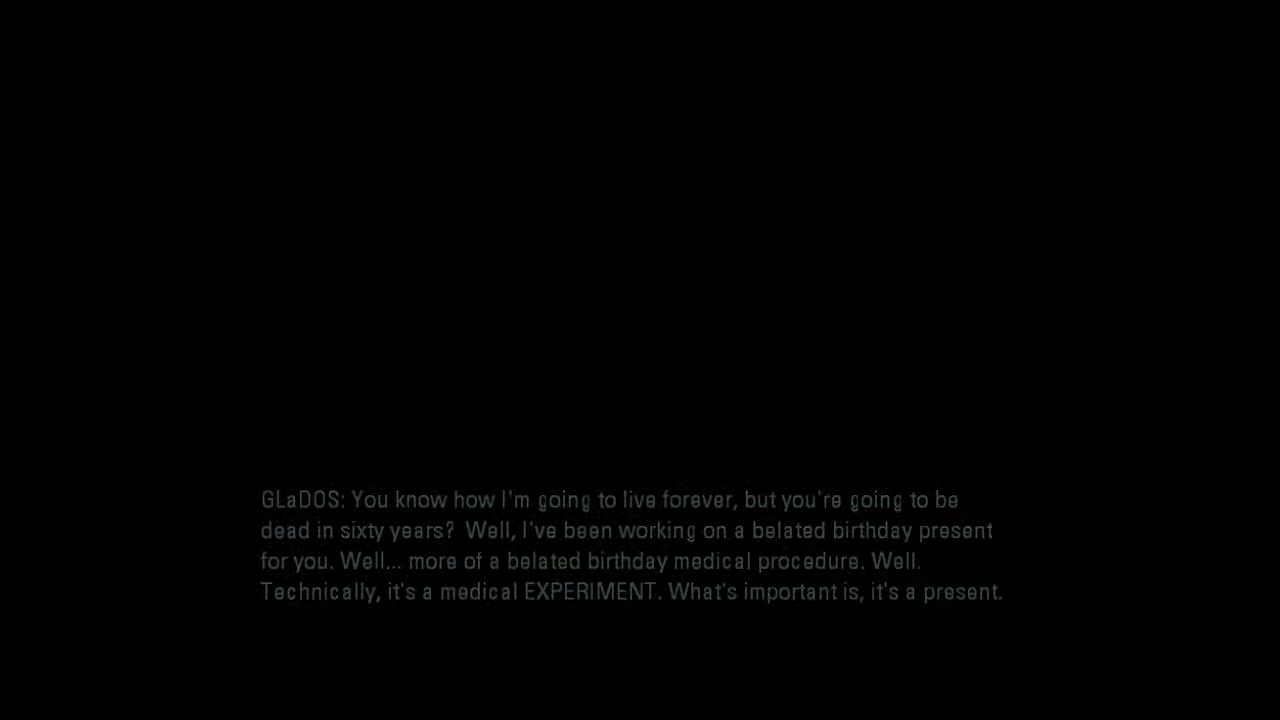 GLaDOS: You know how I'm going to live forever, but you're going to be
dead in sixty years?  Well, I've been working on a belated birthday present
for you. Well... more of a belated birthday medical procedure. Well.
Technically, it's a medical EXPERIMENT. What's important is, it's a present.